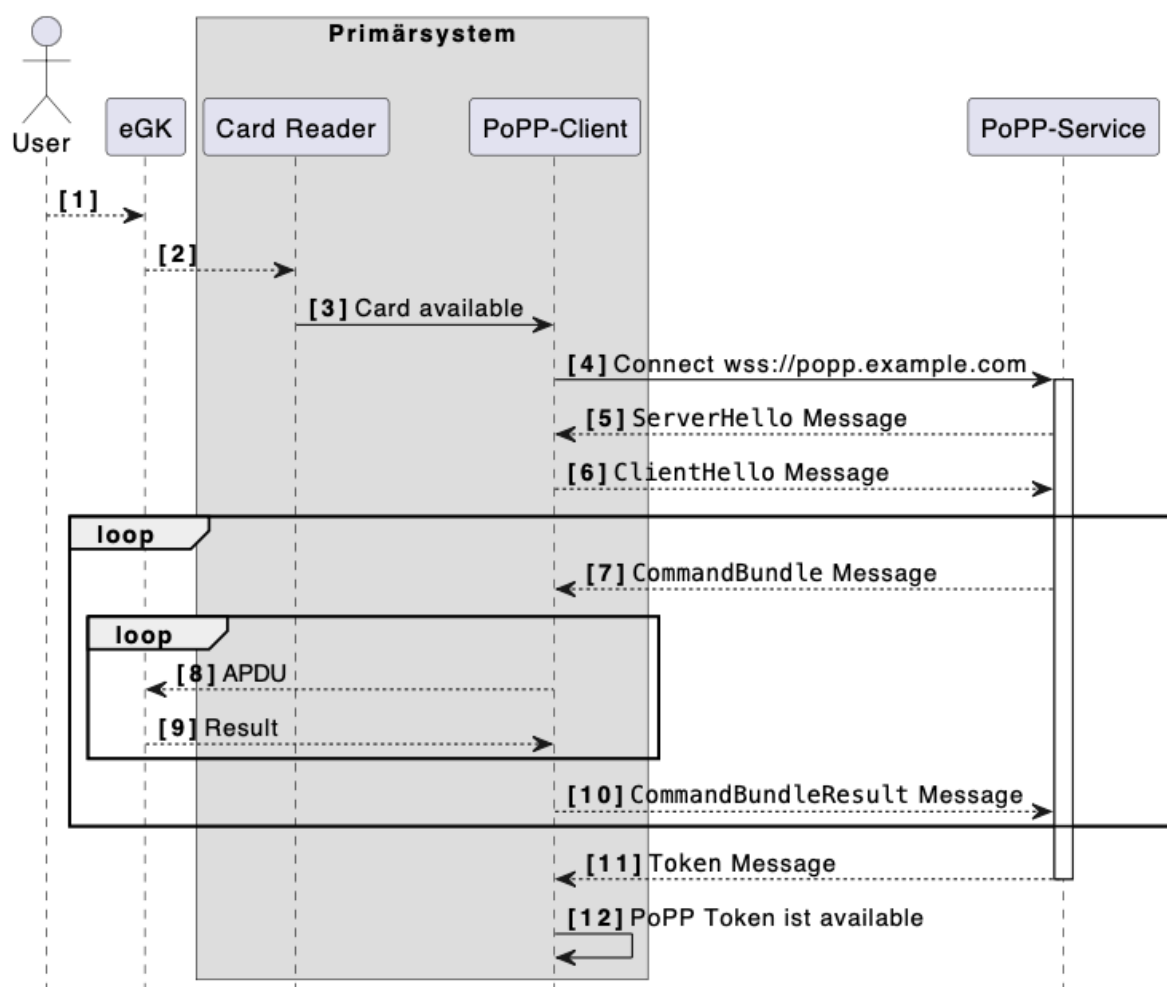 Primärsystem
User
eGK
Card Reader
PoPP-Client
PoPP-Service
[1]
[2]
[3] Card available
[4] Connect wss://popp.example.com
[5] ServerHello Message
[6] ClientHello Message
loop
[7] CommandBundle Message
loop
[8] APDU
[9] Result
[10] CommandBundleResult Message
[11] Token Message
[12] PoPP Token ist available